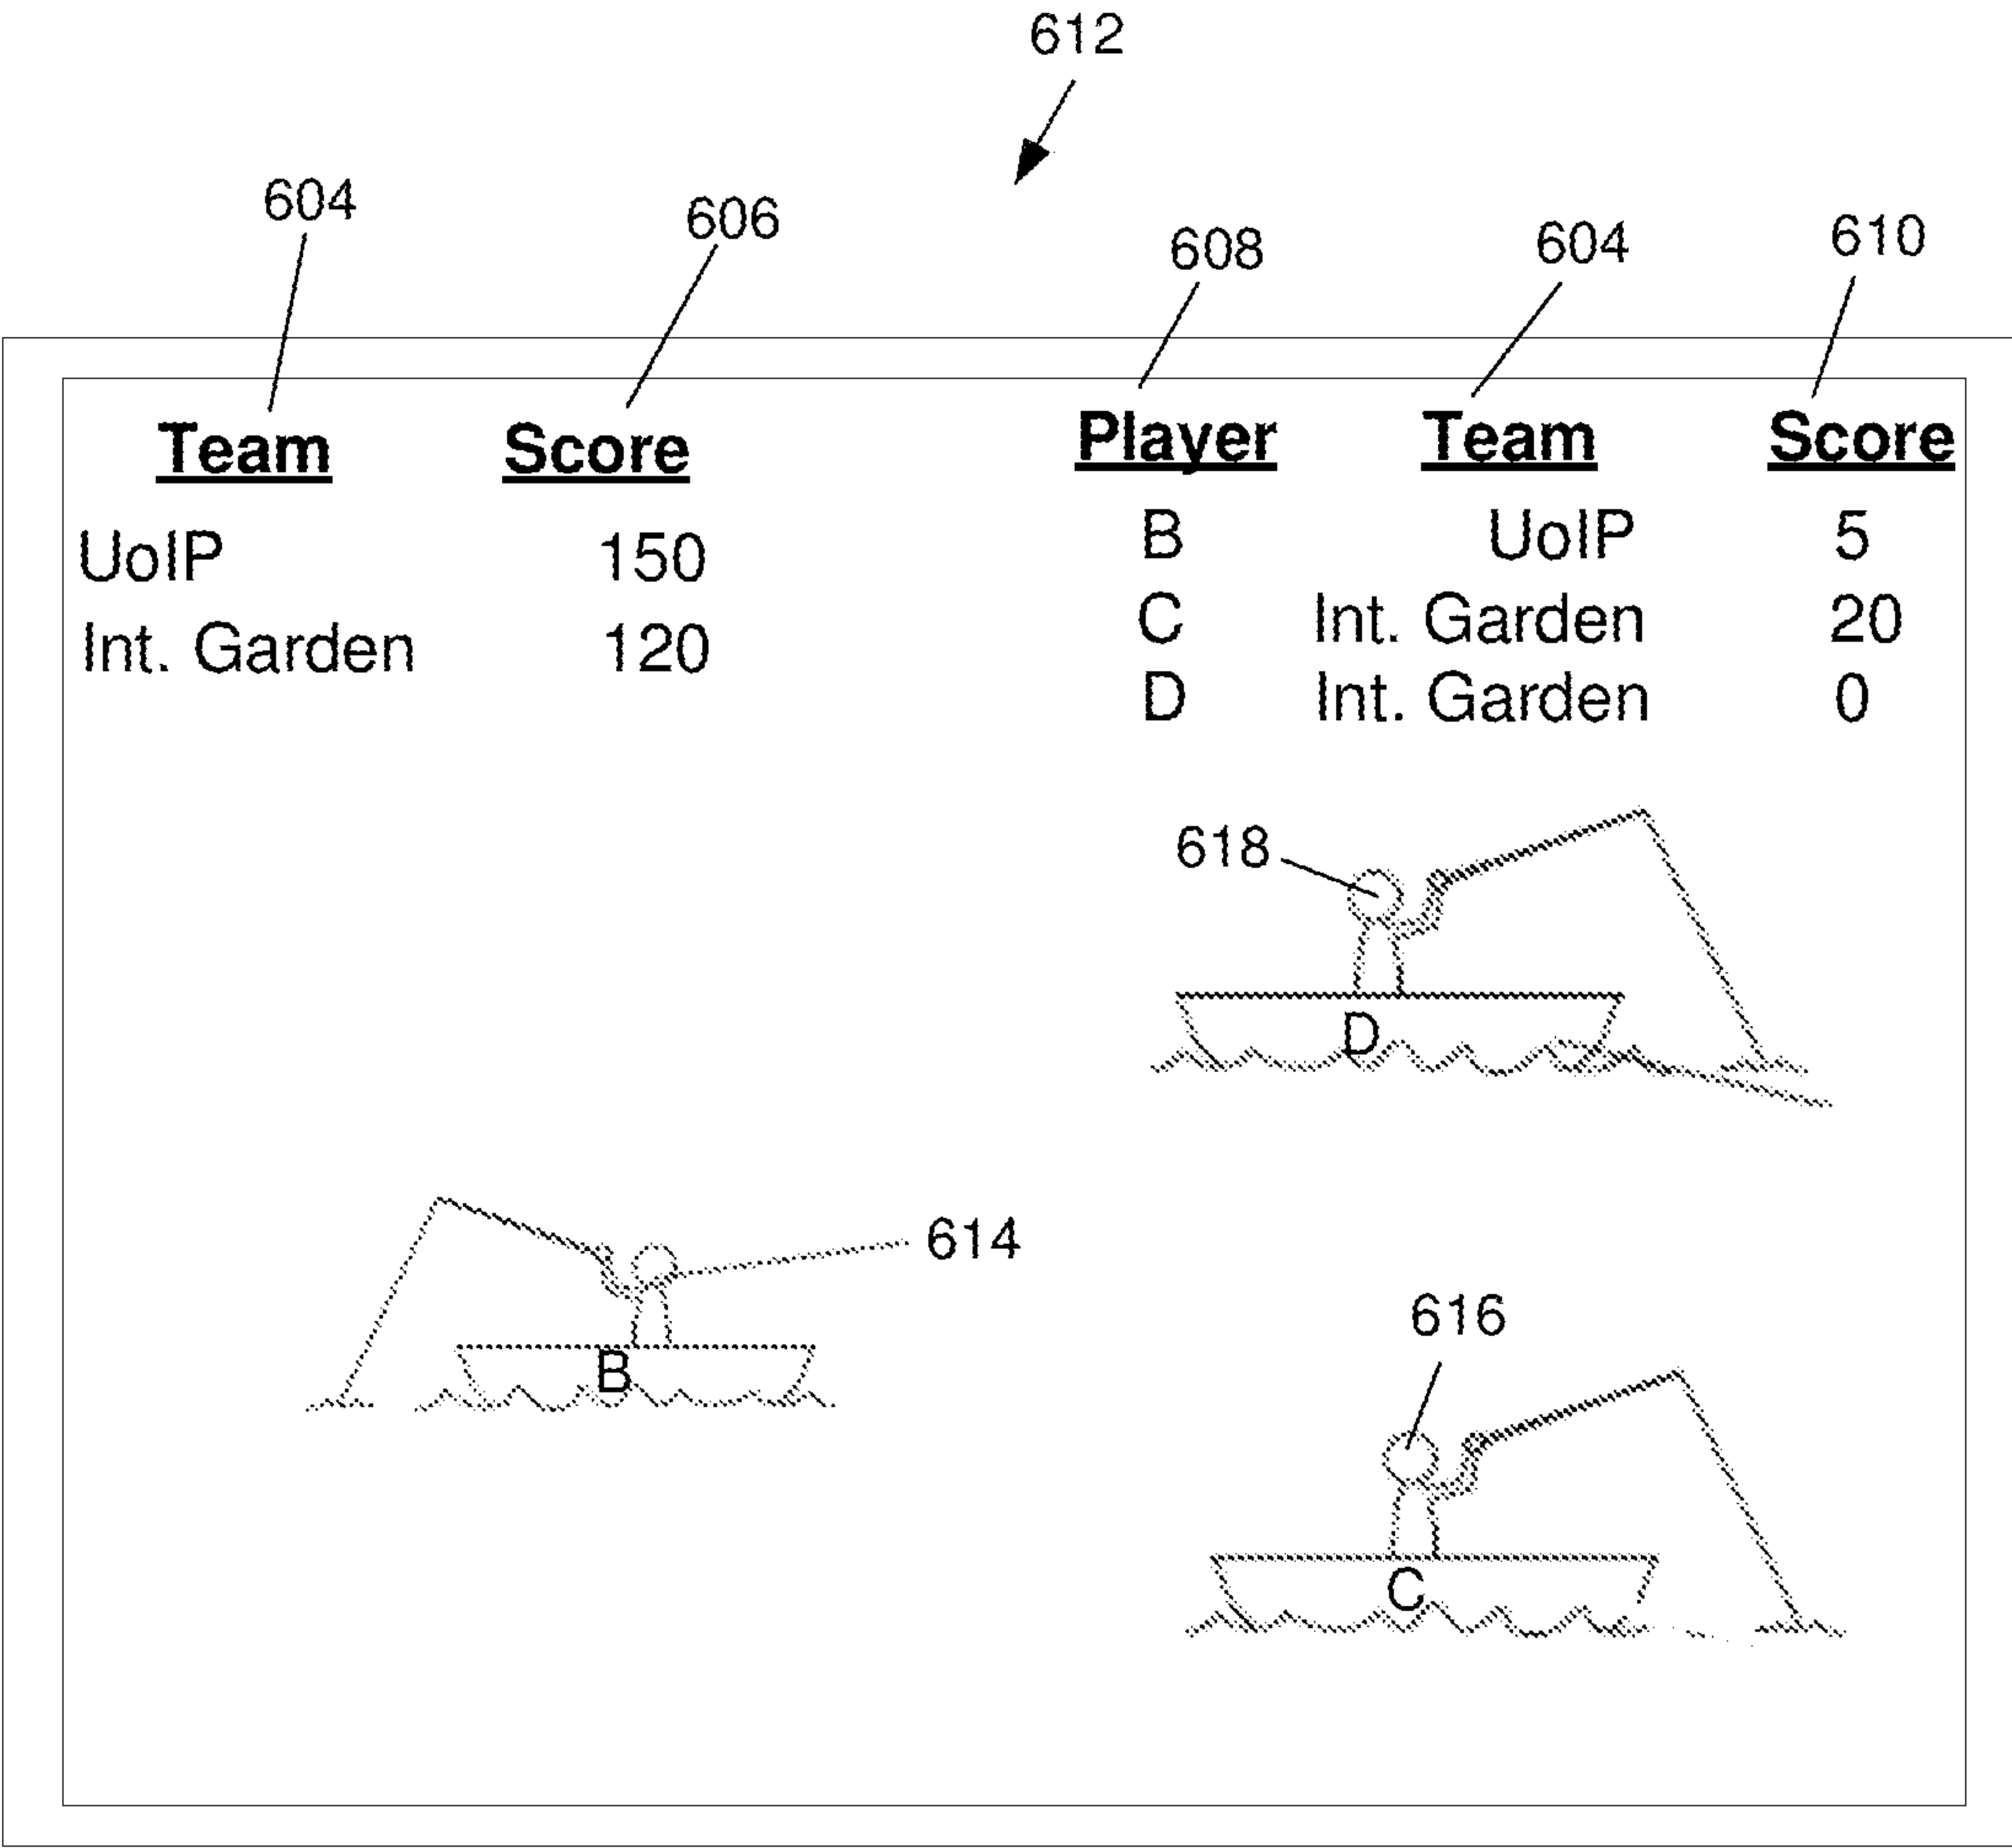 612
604 606 608 604 610
Team Score Player Team Score
UoIP 150 B UoIP 5
Int. Garden 120 C Int. Garden 20
D Int. Garden 0
618
D
614
B
616
C